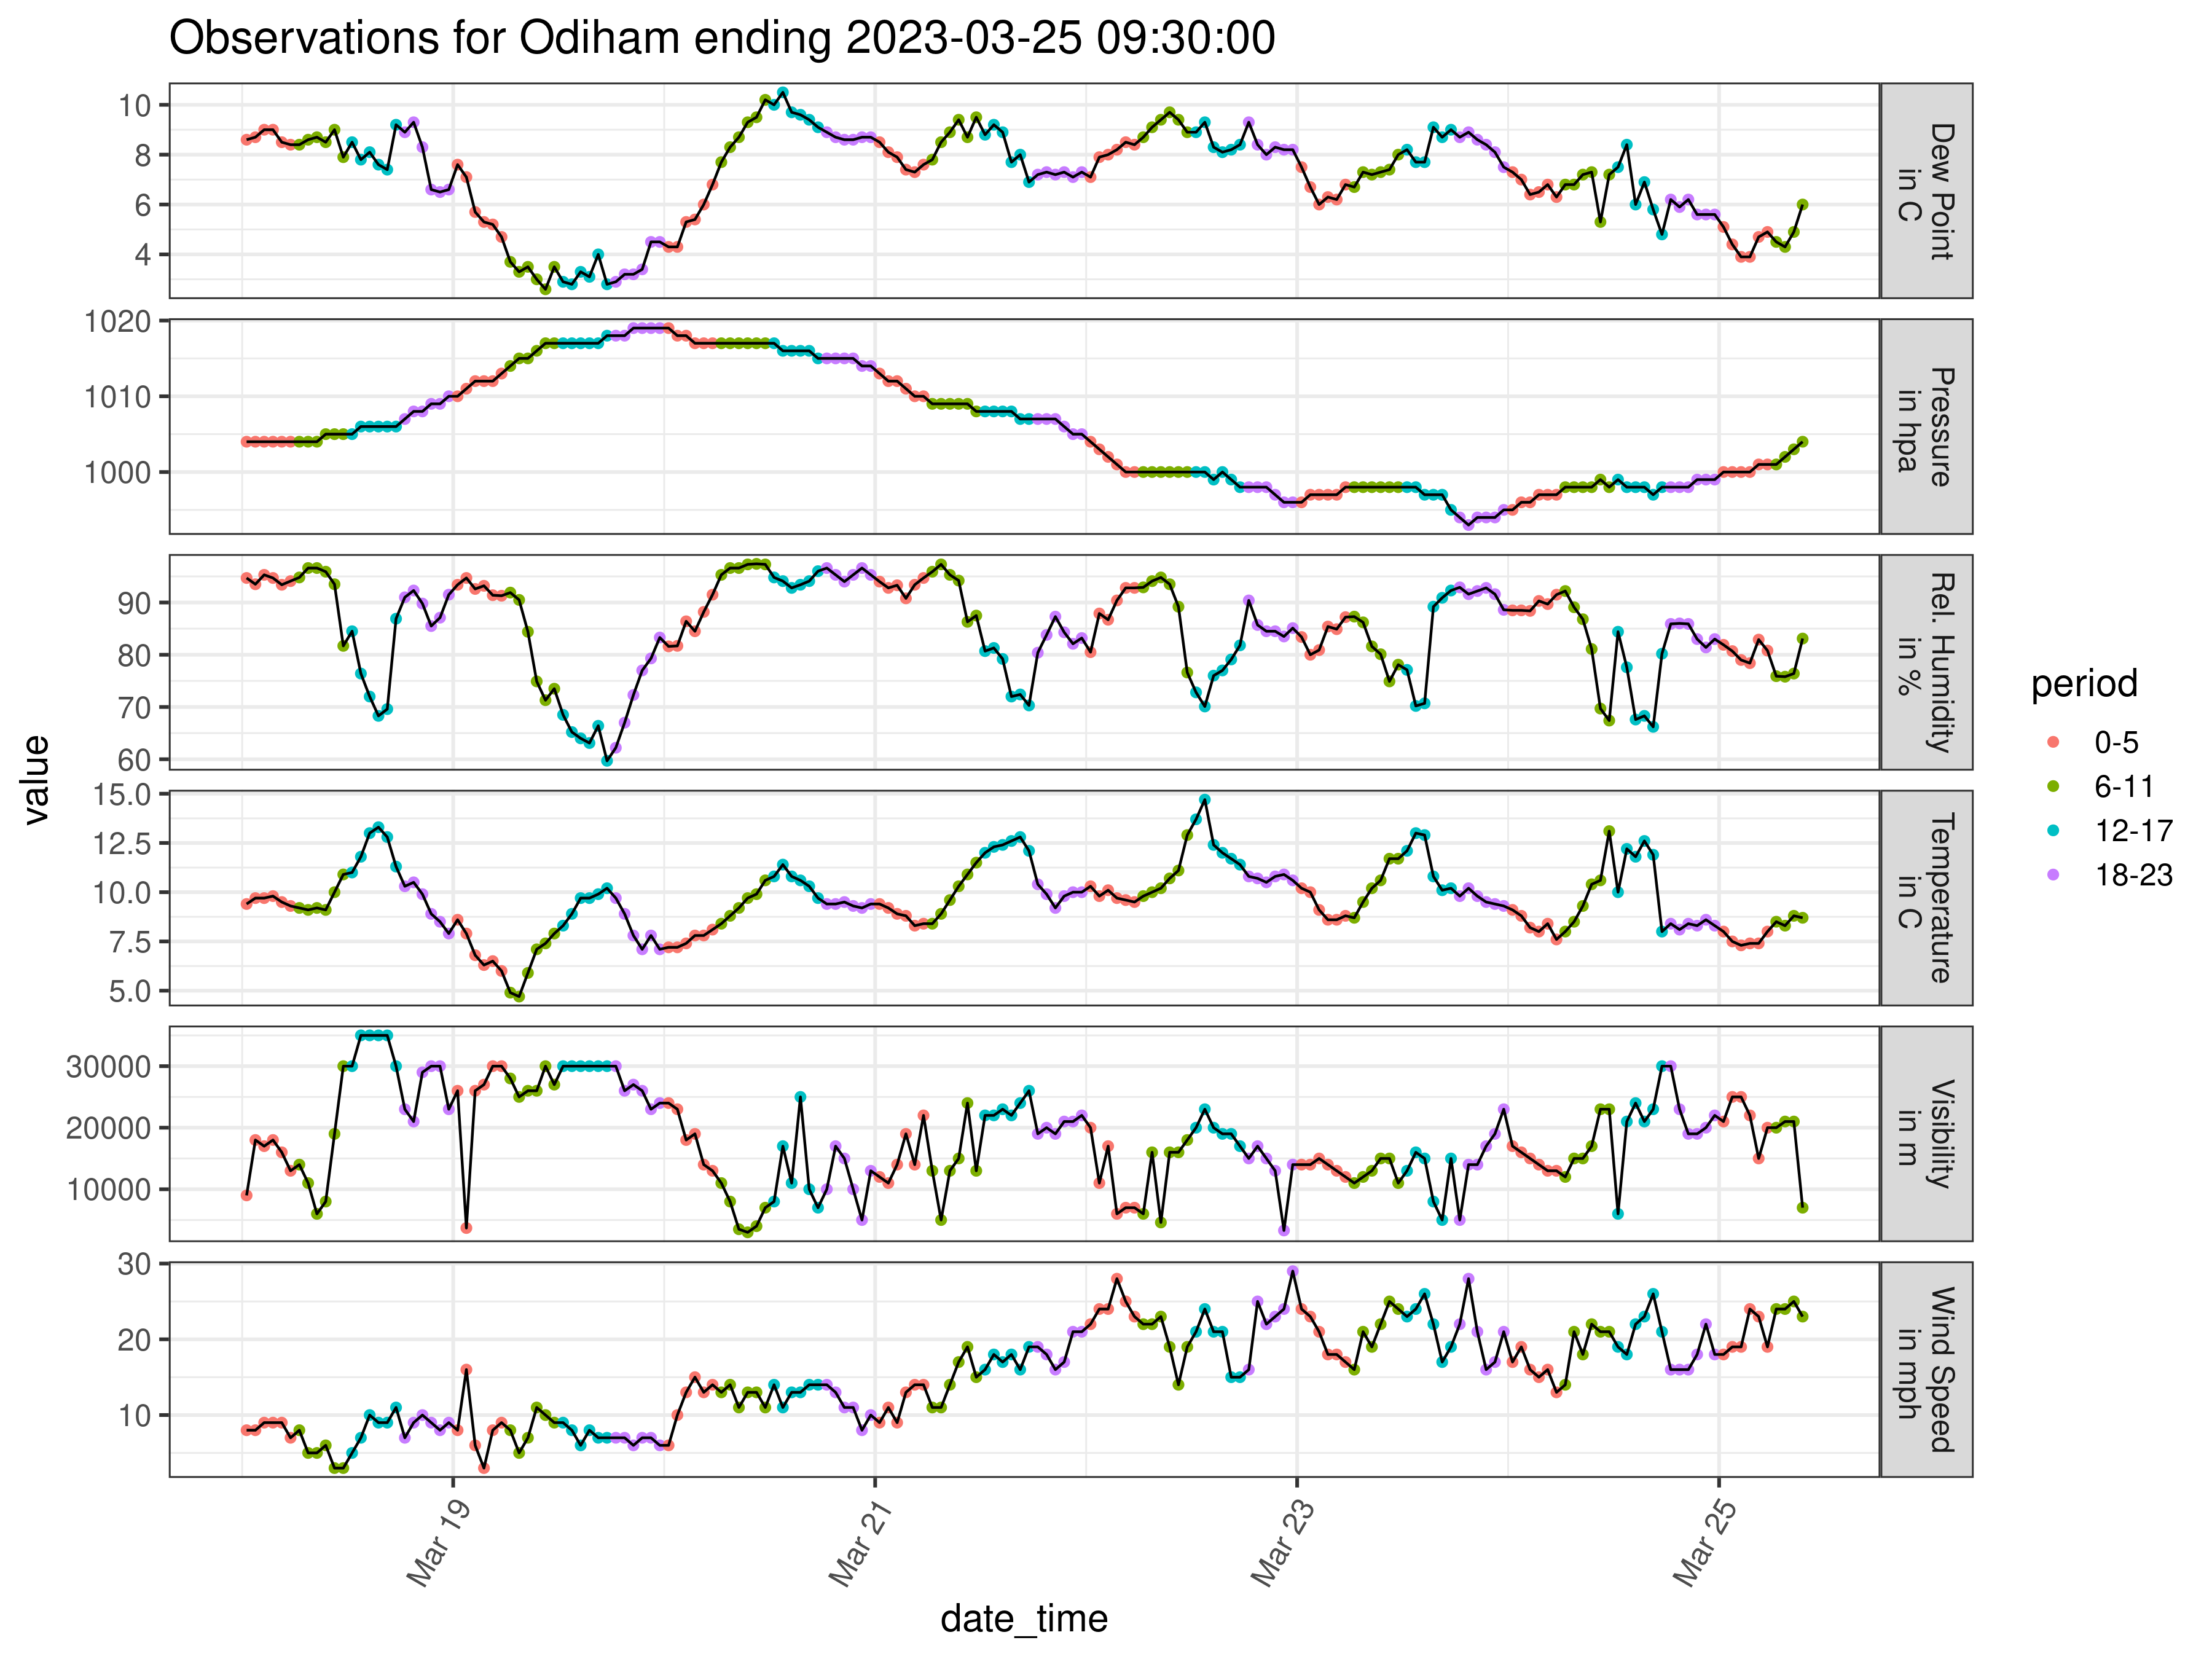 Observations for Odiham ending 2023-03-25 09:30:00
10
8
6
4
Dew Point
in C
1020
1010
1000
Pressure
in hpa
90
80
70
60
Rel. Humidity
in %
15.0
12.5
10.0
7.5
5.0
Temperature
in C
30000
20000
10000
Visibility
in m
30
20
10
Wind Speed
in mph
value
Mar 19
Mar 21
Mar 23
Mar 25
date_time
period
0-5
6-11
12-17
18-23